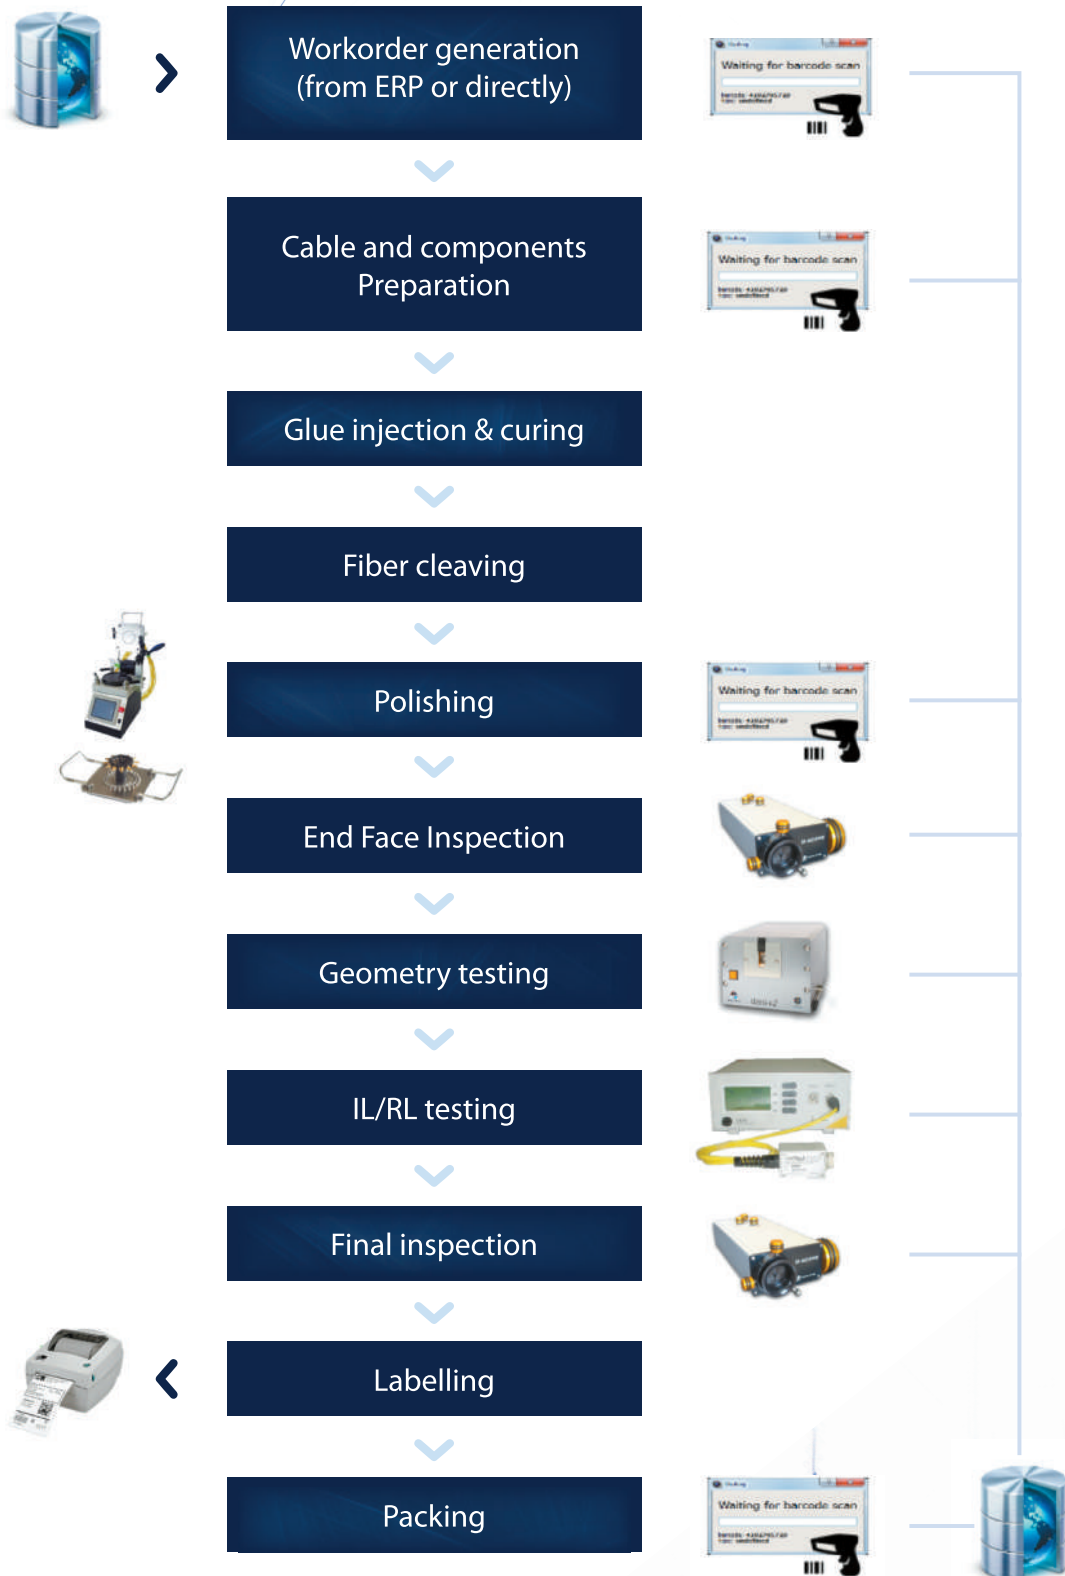 Workorder generation
(from ERP or directly)
Waiting for barcode scan
Cable and components
Preparation
Waiting for barcode scan
Glue injection & curing
Fiber cleaving
Polishing
Waiting for barcode scan
End Face Inspection
Geometry testing
IL/RL testing
Final inspection
Labelling
Packing
Waiting for barcode scan